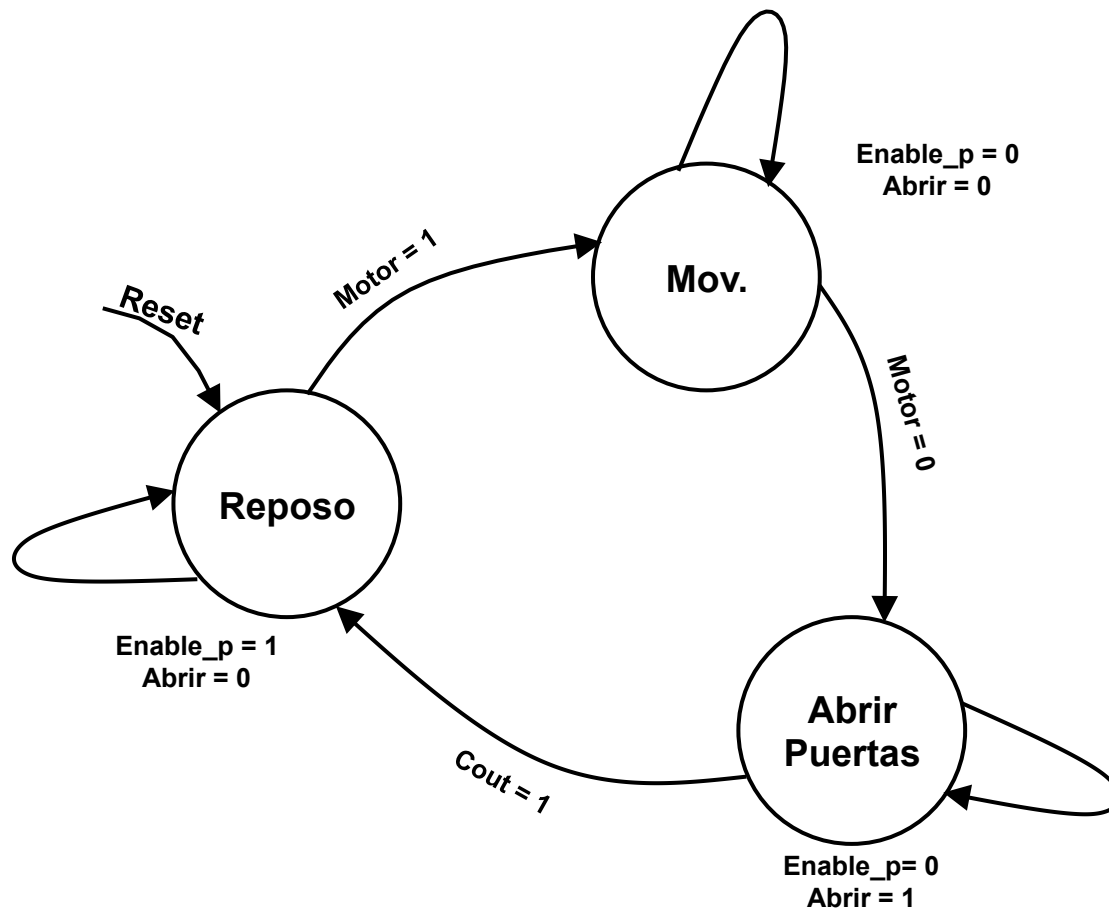 Enable_p = 0
Abrir = 0
Motor = 1
Mov.
Reset
Motor = 0
Reposo
Enable_p = 1
Abrir = 0
Abrir
Puertas
Cout = 1
Enable_p= 0
Abrir = 1